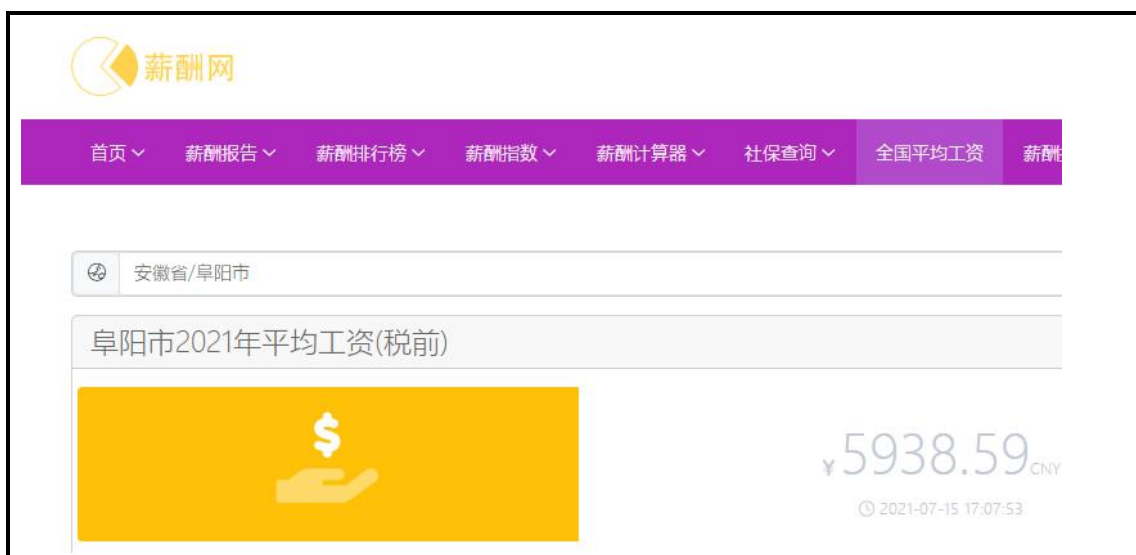 薪酬网
首页 薪酬报告 薪酬排行榜 薪酬指数 薪酬计算器 社保查询 全国平均工资 薪酬
安徽省/阜阳市
阜阳市2021年平均工资(税前)
$
¥5938.59CNY
2021-07-15 17:07:53